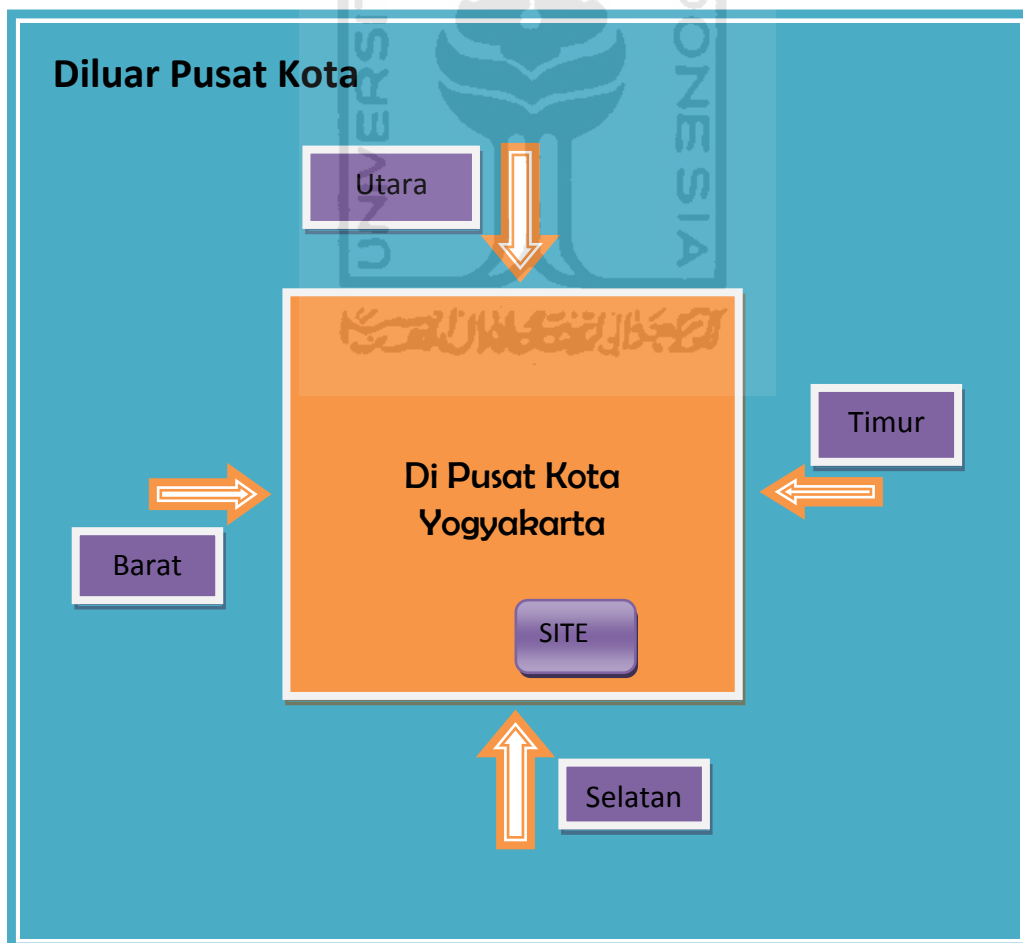 Diluar Pusat Kota
Utara
Timur
Di Pusat Kota
Yogyakarta
Barat
SITE
Selatan